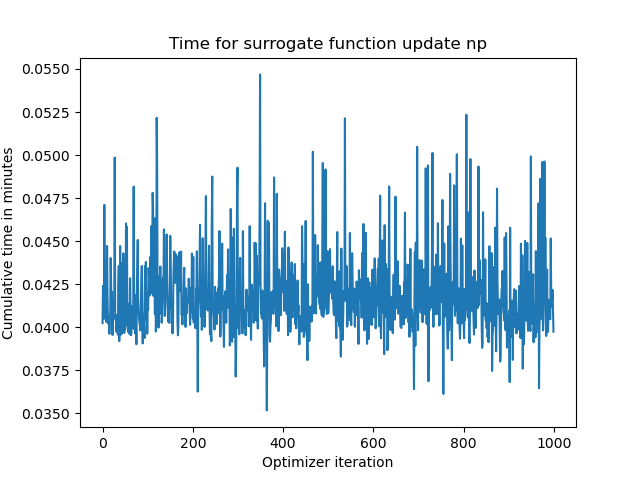 Time for surrogate function update np
Cumulative time in minutes
0.0550
0.0525
0.0500
0.0475
0.0450
0.0425
0.0400
0.0375
0.0350
0 200 400 600 800 1000
Optimizer iteration